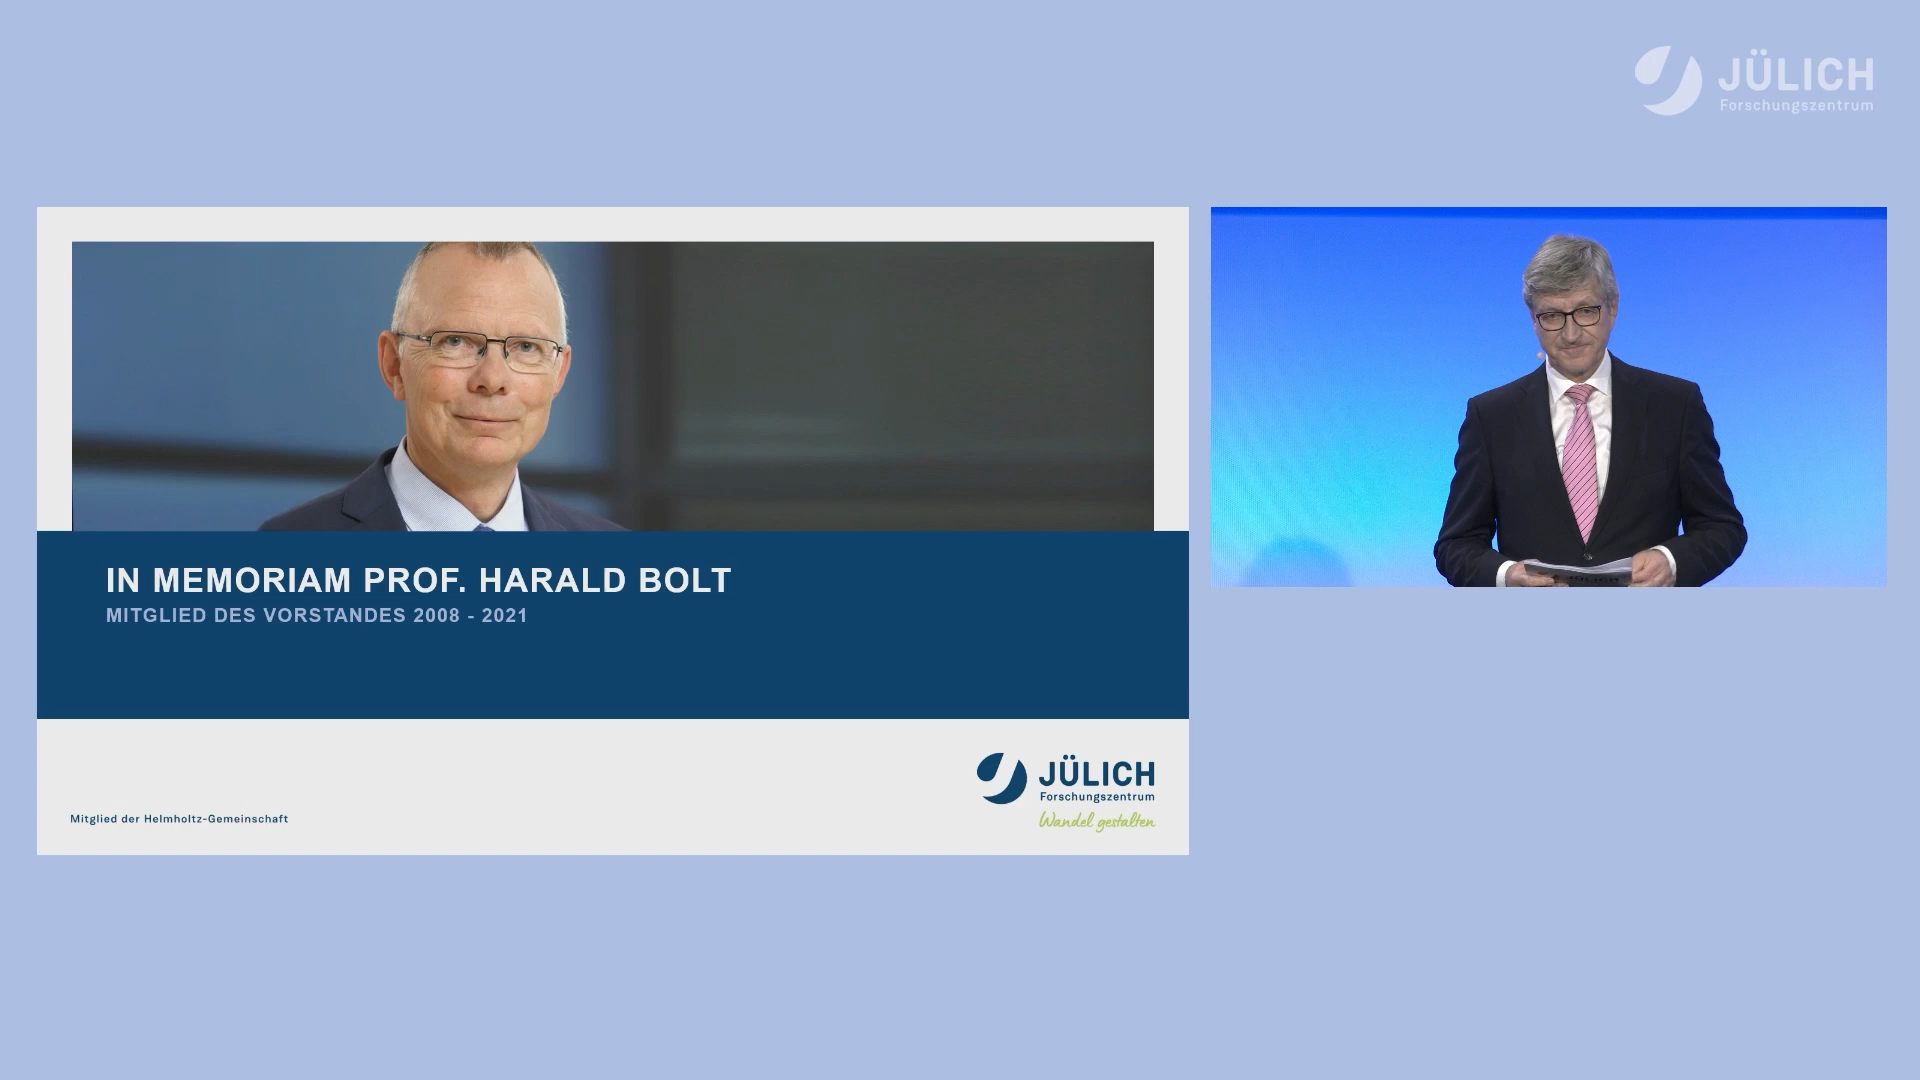 JÜLICH
Forschungszentrum
IN MEMORIAM PROF. HARALD BOLT
MITGLIED DES VORSTANDES 2008 - 2021
JÜLICH
JÜLICH
Forschungszentrum
Wandel gestalten
Mitglied der Helmholtz-Gemeinschaft